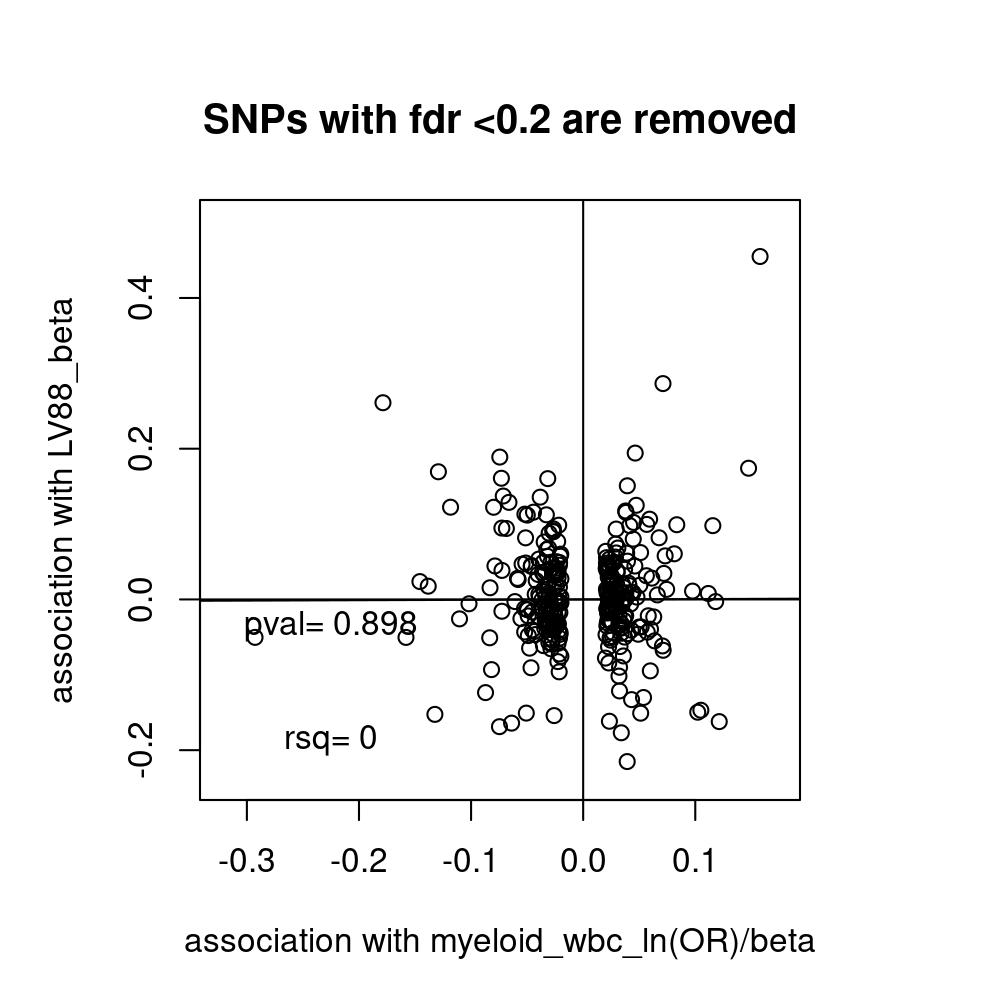 SNPs with fdr <0.2 are removed
association with LV88_beta
0.4
0.2
0.0
-0.2
pval= 0.898
rsq= 0
-0.3 -0.2 -0.1 0.0 0.1
association with myeloid_wbc_ln(OR)/beta